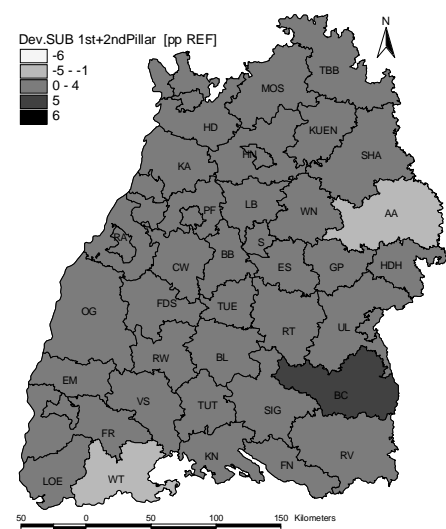 N
Dev.SUB 1st+2ndPillar [pp REF]
-6
-5 - -1
0 - 4
5
6
TBB
MOS
HD
KUEN
HN
SHA
KA
PF
LB
WN
AA
RA
S
BB
CW
ES
GP
HDH
OG
FDS
TUE
RT
UL
RW
BL
EM
BC
VS
TUT
SIG
FR
KN
FN
RV
LOE
WT
50 0 50 100 150 Kilometers